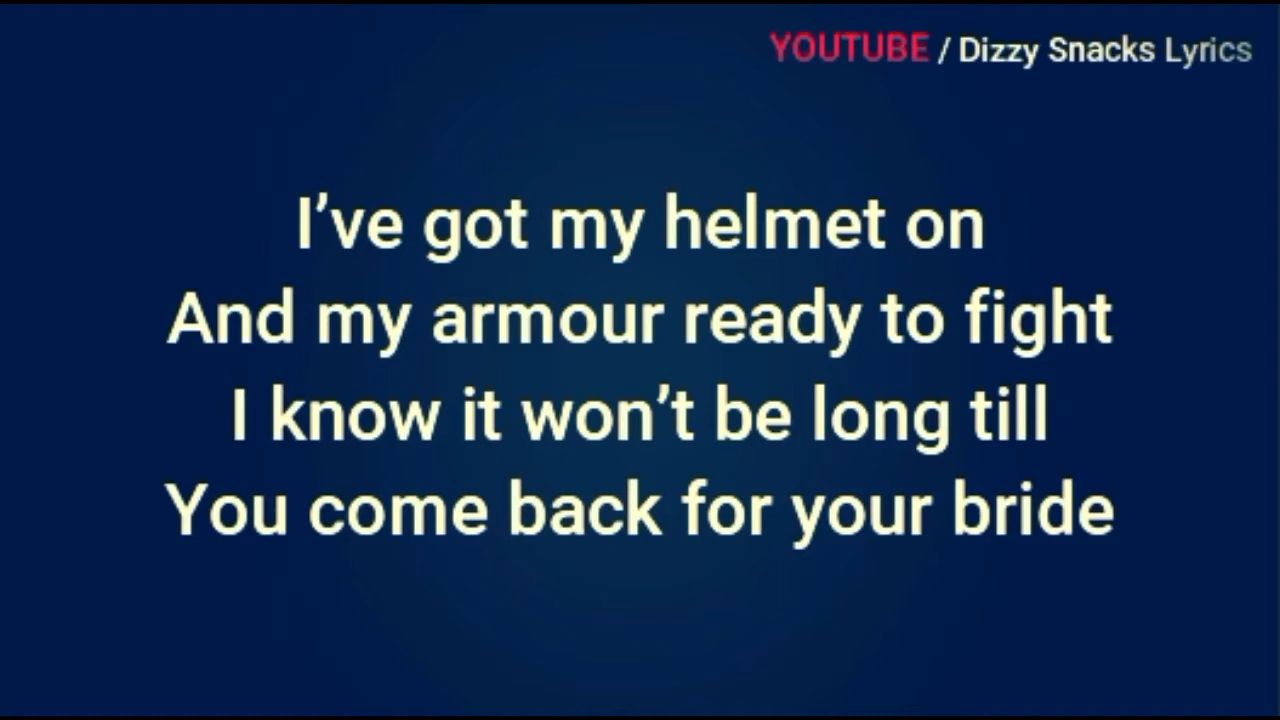 YOUTUBE / Dizzy Snacks Lyrics
I’ve got my helmet on
And my armour ready to fight
I know it won’t be long till
You come back for your bride